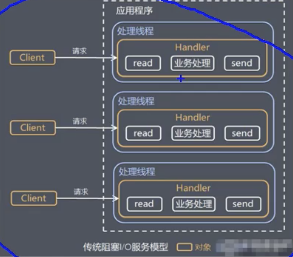 应用程序
处理线程
Handler
Client
请求
read
业务处理
send
处理线程
Handler
Client
请求
read
业务处理
send
处理线程
Handler
Client
请求
read
业务处理
send
传统阻塞I/O服务模型
对象